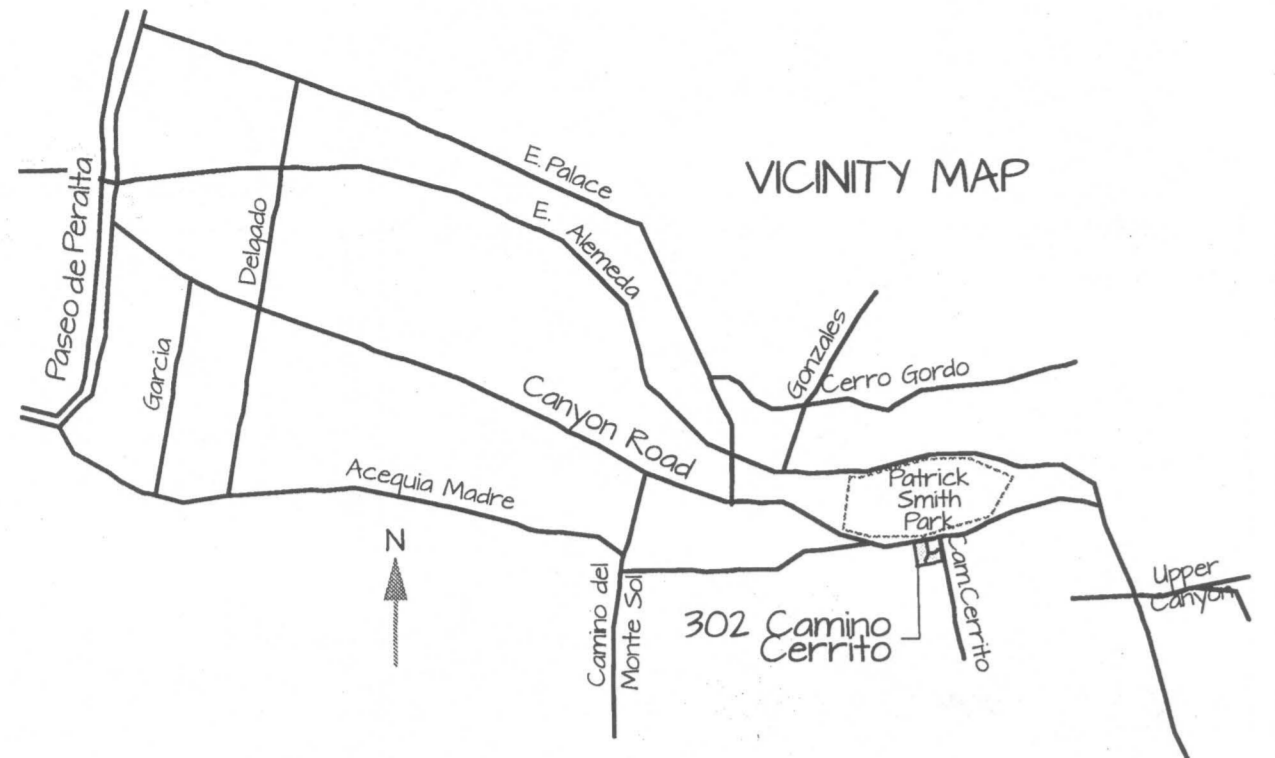 VICINITY MAP
E. Palace
E. Alemeda
Paseo de Peralta
Delgado
Garcia
Gonzales
Cerro Gordo
Canyon Road
Acequia Madre
Patrick
Smith
Park
N
Cam.Cerrito
Upper
Canyon
302 Camino
Cerrito
Camino del
Monte Sol